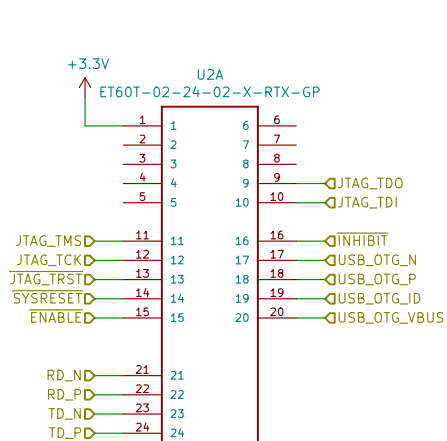 +3.3V
U2A
ET60T-02-24-02-X-RTX-GP
1 1 6 6
2 2 7 7
3 3 8 8
4 4 9 9 JTAG_TDO
5 5 10 10 JTAG_TDI
JTAG_TMS 11 11 16 16 INHIBIT
JTAG_TCK 12 12 17 17 USB_OTG_N
JTAG_TRST 13 13 18 18 USB_OTG_P
SYSRESET 14 14 19 19 USB_OTG_ID
ENABLE 15 15 20 20 USB_OTG_VBUS
RD_N 21 21
RD_P 22 22
TD_N 23 23
TD_P 24 24